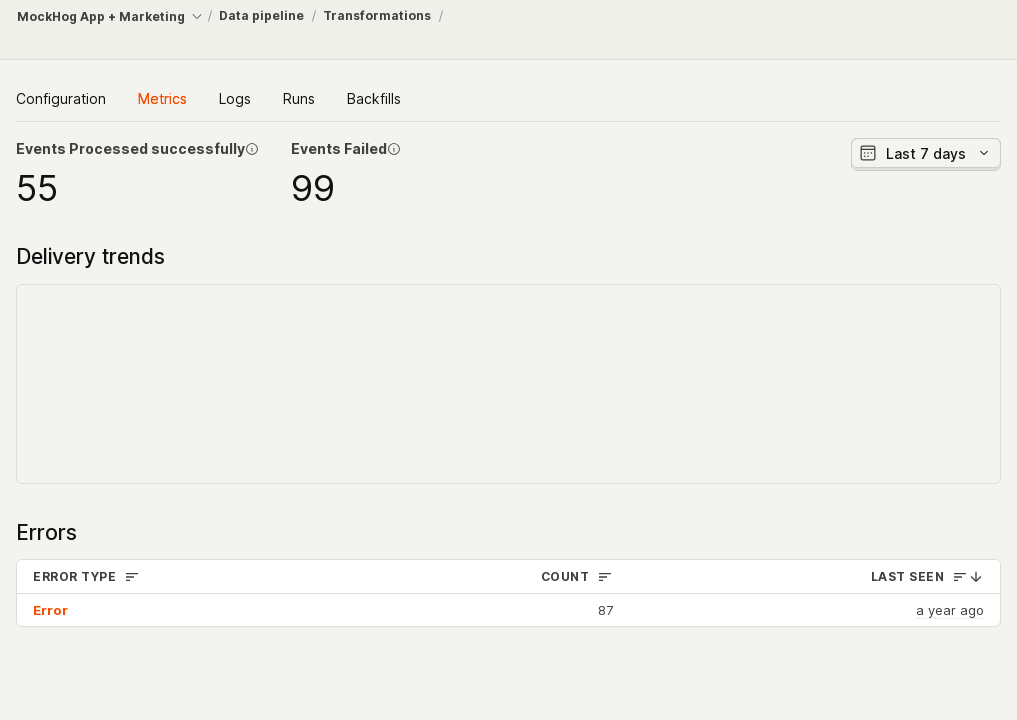 MockHog App + Marketing / Data pipeline / Transformations /
Configuration Metrics Logs Runs Backfills
Events Processed successfully Events Failed Last 7 days
55 99
Delivery trends
Errors
ERROR TYPE COUNT LAST SEEN
Error 87 a year ago